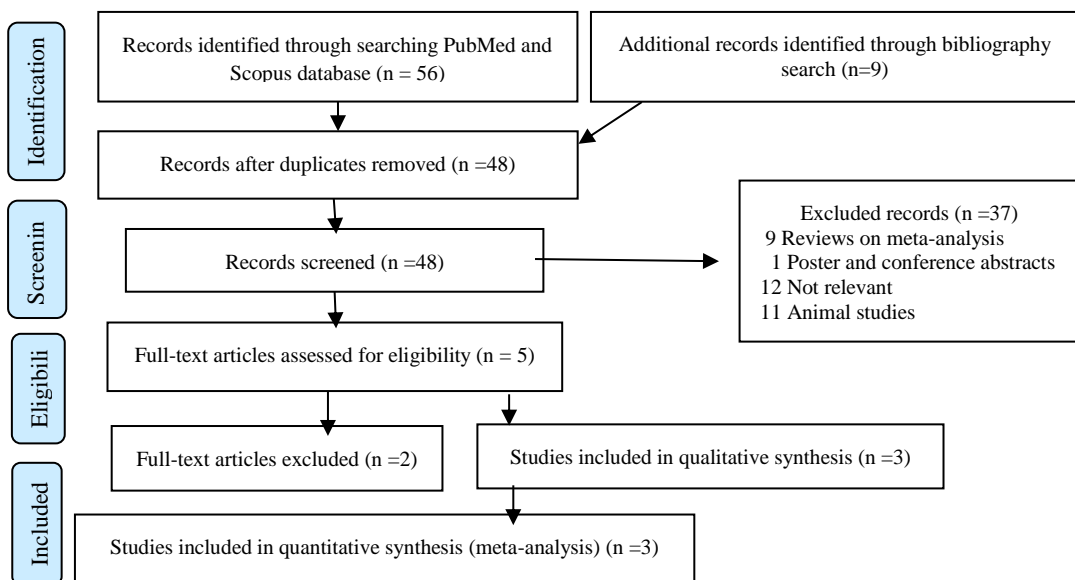 Identification
Records identified through searching PubMed and
Scopus database (n = 56)
Additional records identified through bibliography
search (n=9)
Records after duplicates removed (n =48)
Screenin
Records screened (n =48)
Excluded records (n =37)
9 Reviews on meta-analysis
1 Poster and conference abstracts
12 Not relevant
11 Animal studies
Eligibili
Full-text articles assessed for eligibility (n = 5)
Full-text articles excluded (n =2)
Studies included in qualitative synthesis (n =3)
Included
Studies included in quantitative synthesis (meta-analysis) (n =3)